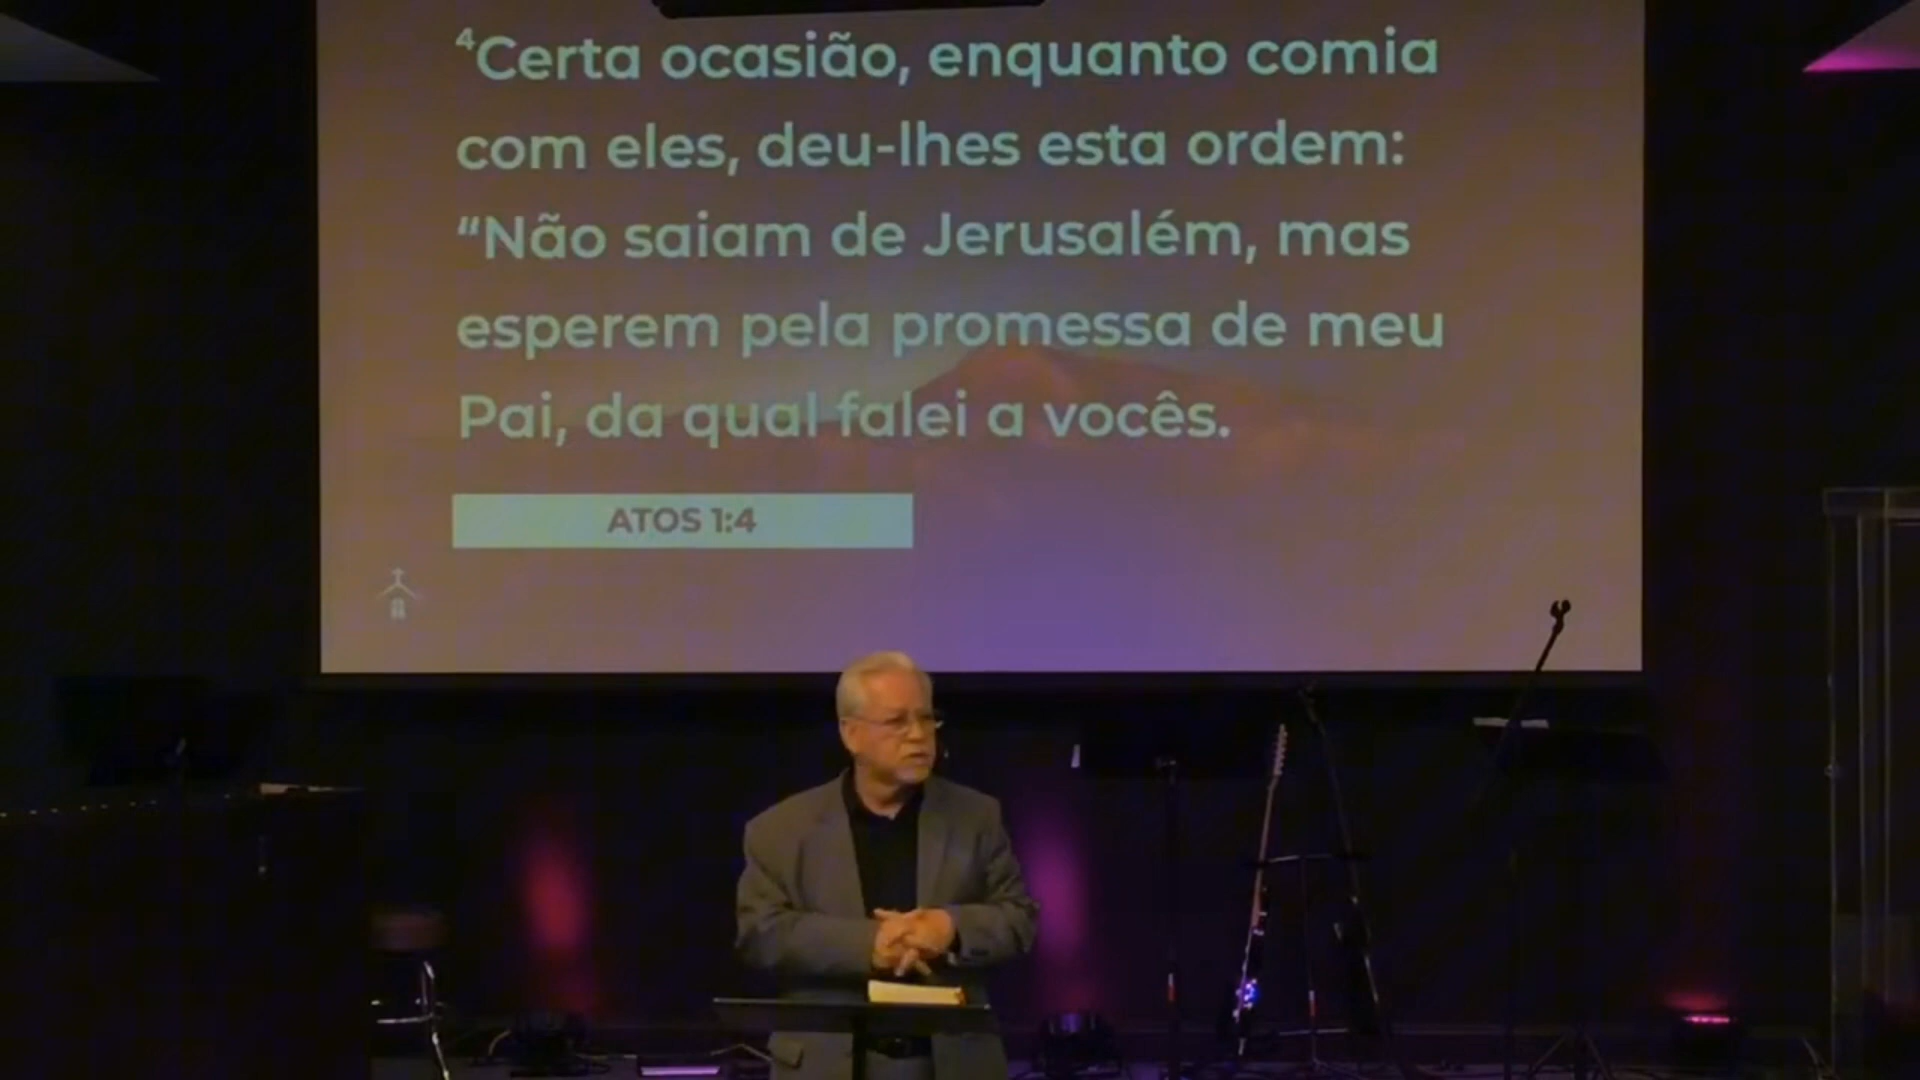 ⁴Certa ocasião, enquanto comia
com eles, deu-lhes esta ordem:
“Não saiam de Jerusalém, mas
esperem pela promessa de meu
Pai, da qual falei a vocês.
ATOS 1:4